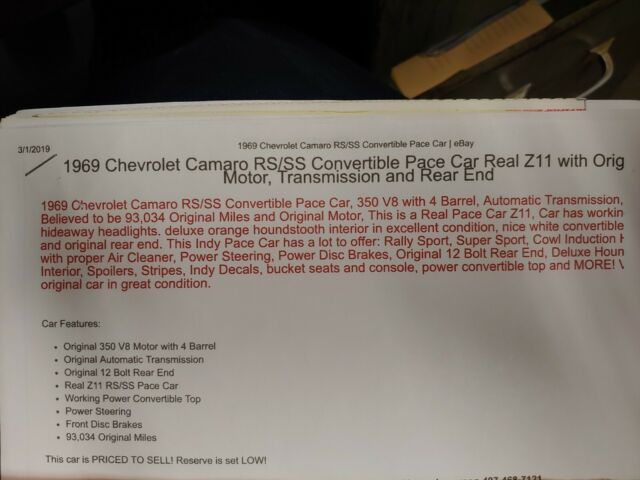 3/1/2019
1969 Chevrolet Camaro RS/SS Convertible Pace Car | eBay
1969 Chevrolet Camaro RS/SS Convertible Pace Car Real Z11 with Orig
Motor, Transmission and Rear End
1969 Chevrolet Camaro RS/SS Convertible Pace Car, 350 V8 with 4 Barrel, Automatic Transmission,
Believed to be 93,034 Original Miles and Original Motor, This is a Real Pace Car Z11, Car has workin
hideaway headlights. deluxe orange houndstooth interior in excellent condition, nice white convertible
and original rear end. This Indy Pace Car has a lot to offer: Rally Sport, Super Sport, Cowl Induction H
with proper Air Cleaner, Power Steering, Power Disc Brakes, Original 12 Bolt Rear End, Deluxe Houn
Interior, Spoilers, Stripes, Indy Decals, bucket seats and console, power convertible top and MORE!
original car in great condition.
Car Features:
• Original 350 V8 Motor with 4 Barrel
• Original Automatic Transmission
• Original 12 Bolt Rear End
• Real Z11 RS/SS Pace Car
• Working Power Convertible Top
• Power Steering
• Front Disc Brakes
• 93,034 Original Miles
This car is PRICED TO SELL! Reserve is set LOW!